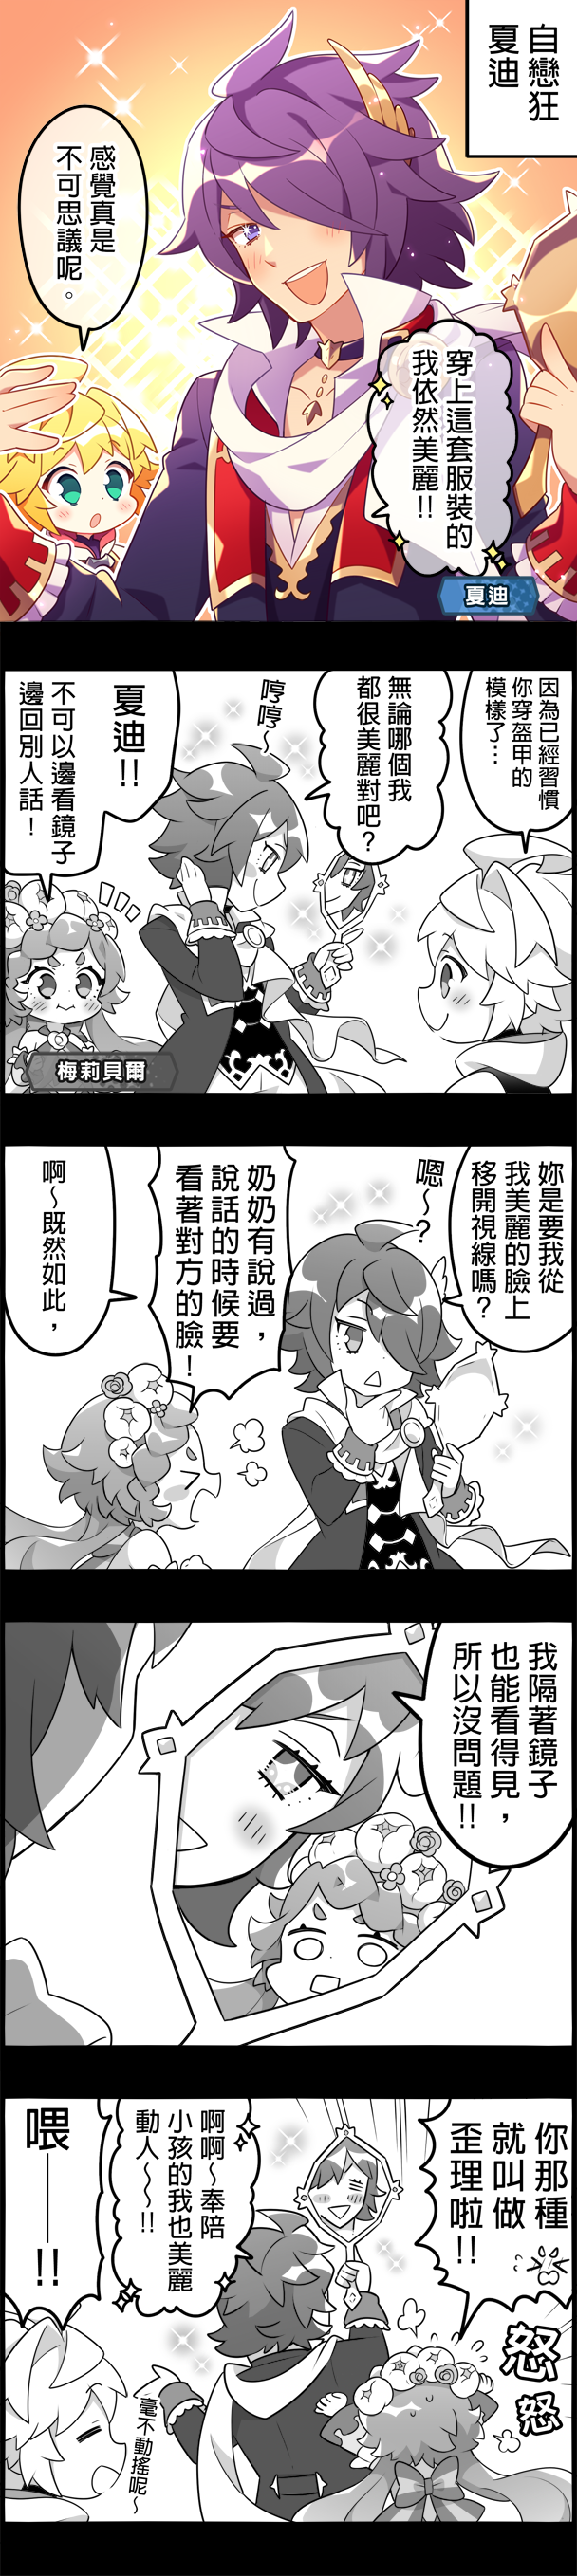 自戀狂
夏迪
穿上這套服裝的
我依然美麗!!
感覺真是
不可思議呢。
夏迪
因為已經習慣
你穿盔甲的
模樣了…
無論哪個我
都很美麗對吧？
哼哼～
夏迪!!
不可以邊看鏡子
邊回別人話！
梅莉貝爾
妳是要我從
我美麗的臉上
移開視線嗎？
嗯～？
奶奶有說過，
說話的時候要
看著對方的臉！
啊～既然如此，
我隔著鏡子
也能看得見，
所以沒問題!!
你那種
就叫做
歪理啦!!
怒
怒
啊啊～奉陪
小孩的我也美麗
動人～～!!
喂——!!
毫不動搖呢～